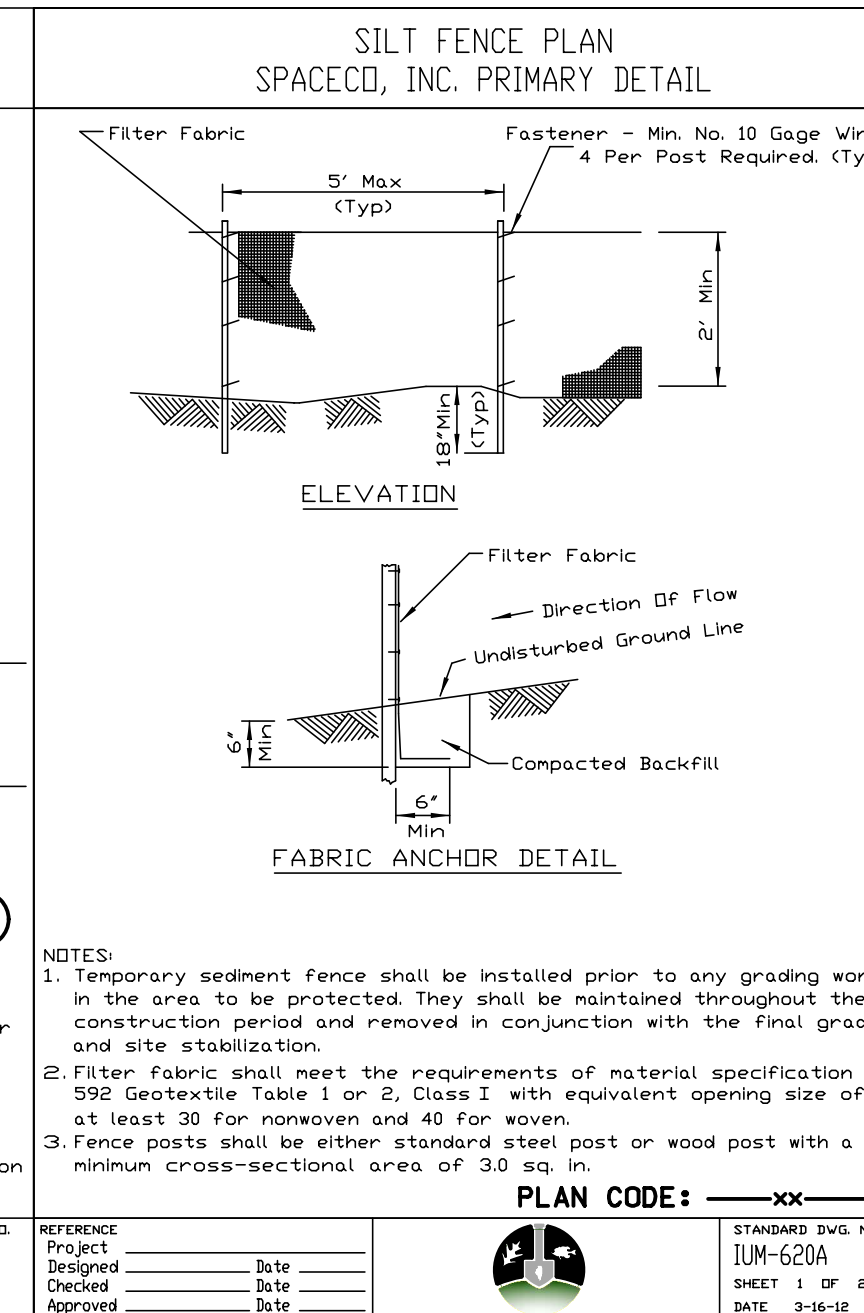 SILT FENCE PLAN
SPACECO, INC. PRIMARY DETAIL
Filter Fabric
Fastener - Min. No. 10 Gage
4 Per Post Required.
5' Max
(Typ)
2' Min
18"Min
(Typ)
ELEVATION
Filter Fabric
Direction Of Flow
Undisturbed Ground Line
6"
Min
Compacted Backfill
6"
Min
FABRIC ANCHOR DETAIL
NOTES:
1. Temporary sediment fence shall be installed prior to any grading
in the area to be protected. They shall be maintained throughout the
construction period and removed in conjunction with the final
and site stabilization.
2. Filter fabric shall meet the requirements of material specification
592 Geotextile Table 1 or 2, Class I with equivalent opening size of
at least 30 for nonwoven and 40 for woven.
3. Fence posts shall be either standard steel post or wood post with a
minimum cross-sectional area of 3.0 sq. in.
PLAN CODE: xx
REFERENCE
Project
Designed Date
Checked Date
Approved Date
STANDARD DWG.
IUM-620A
SHEET 1 OF 2
DATE 3-16-12